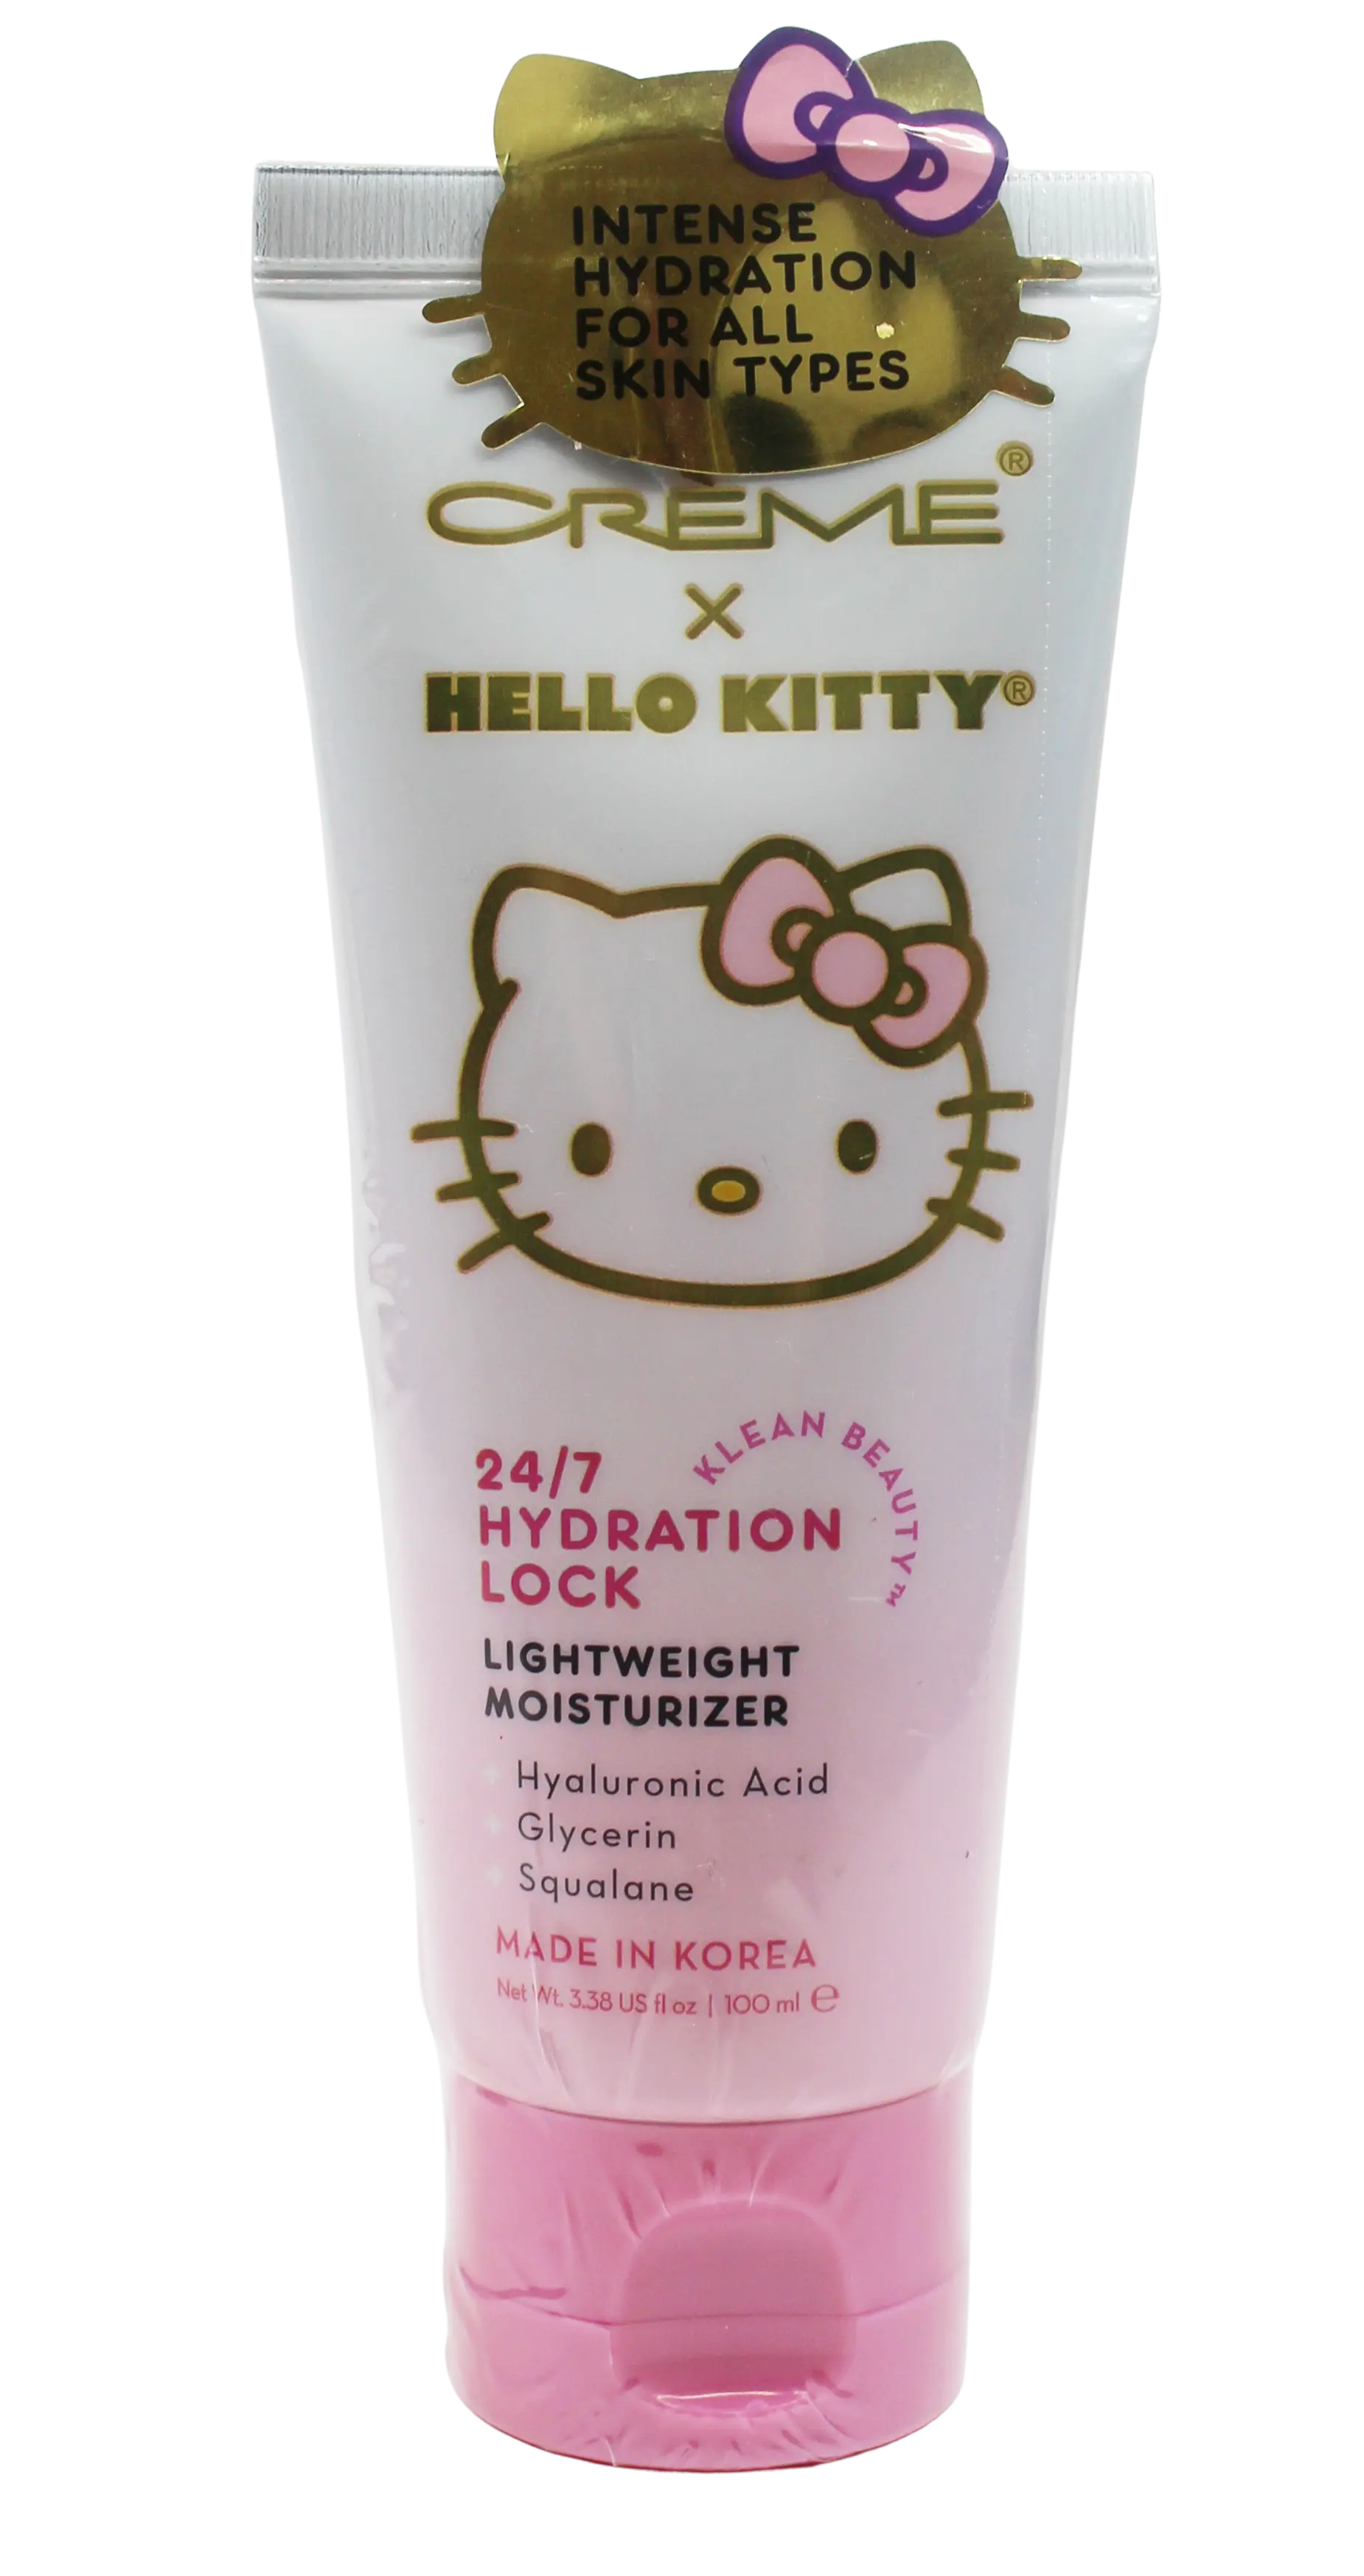 INTENSE
HYDRATION
FOR ALL
SKIN TYPES
CREME®
×
HELLO KITTY®
KLEAN BEAUTY™
24/7
HYDRATION
LOCK
LIGHTWEIGHT
MOISTURIZER
Hyaluronic Acid
Glycerin
Squalane
MADE IN KOREA
Net Wt. 3.38 US fl oz | 100 ml ℮